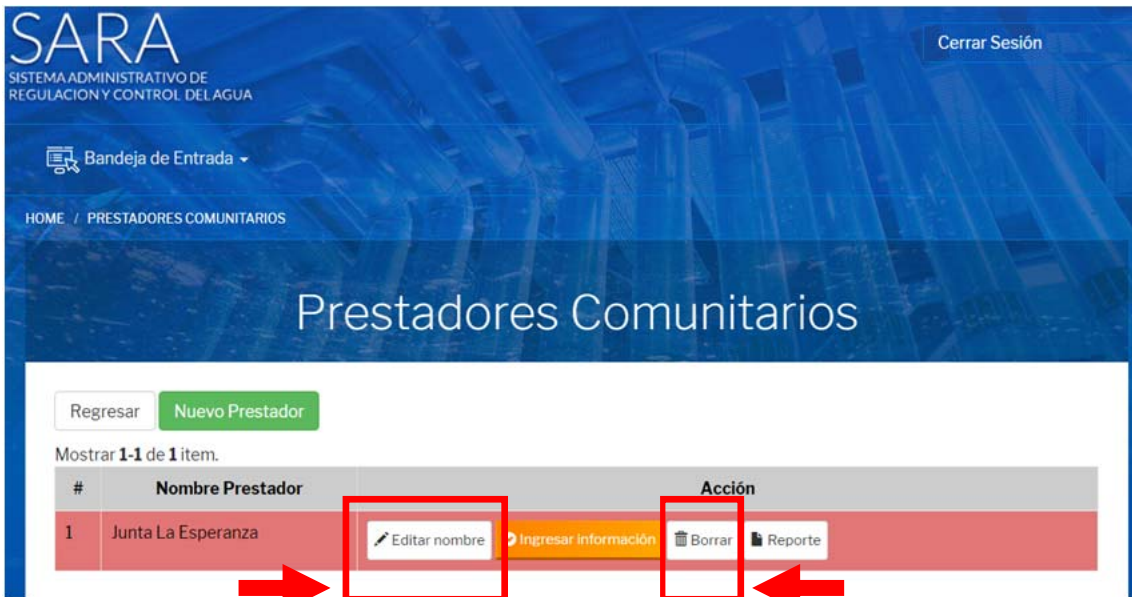 SARA
SISTEMA ADMINISTRATIVO DE
REGULACION Y CONTROL DEL AGUA
Cerrar Sesión
Bandeja de Entrada
HOME / PRESTADORES COMUNITARIOS
Prestadores Comunitarios
Regresar Nuevo Prestador
Mostrar 1-1 de 1 item.
# Nombre Prestador Acción
1 Junta La Esperanza Editar nombre Ingresar información Borrar Reporte